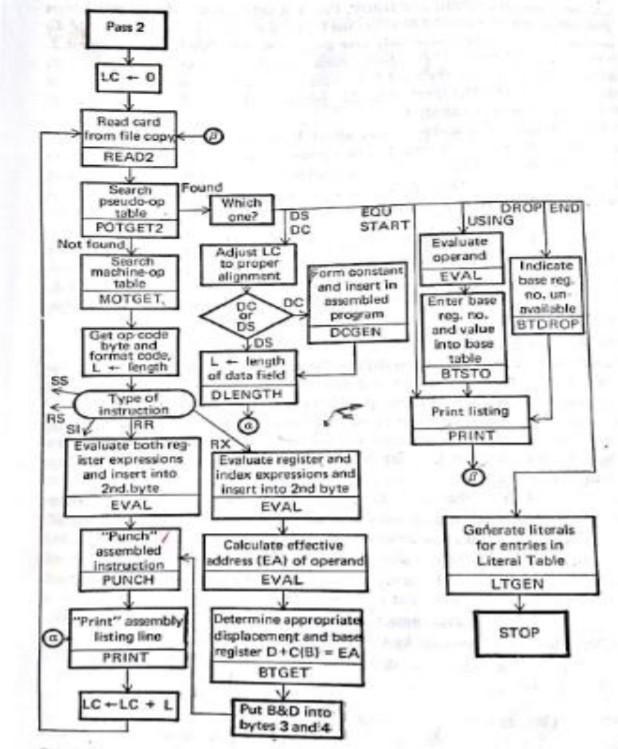 Pass 2
LC ← 0
Read card
from file copy
READ2
β
Search
pseudo-op
table
POTGET2
Found
Which
one?
DS
DC
EQU
START
USING
DROP
END
Not found
Search
machine-op
table
MOTGET
Get op-code
byte and
format code,
L ← length
Type of
instruction
SS
RS
SI
RR
RX
Evaluate both reg-
ister expressions
and insert into
2nd.byte
EVAL
"Punch"
assembled
instruction
PUNCH
α
"Print" assembly
listing line
PRINT
LC←LC + L
Adjust LC
to proper
alignment
DC
or
DS
DC
DS
Form constant
and insert in
assembled
program
DCGEN
L ← length
of data field
DLENGTH
α
Evaluate register and
index expressions and
insert into 2nd byte
EVAL
Calculate effective
address (EA) of operand
EVAL
Determine appropriate
displacement and base
register D+C(B) = EA
BTGET
Put B&D into
bytes 3 and 4
Evaluate
operand
EVAL
Enter base
reg. no.
and value
into base
table
BTSTO
Indicate
base reg.
no. un-
available
BTDROP
Print listing
PRINT
β
Generate literals
for entries in
Literal Table
LTGEN
STOP